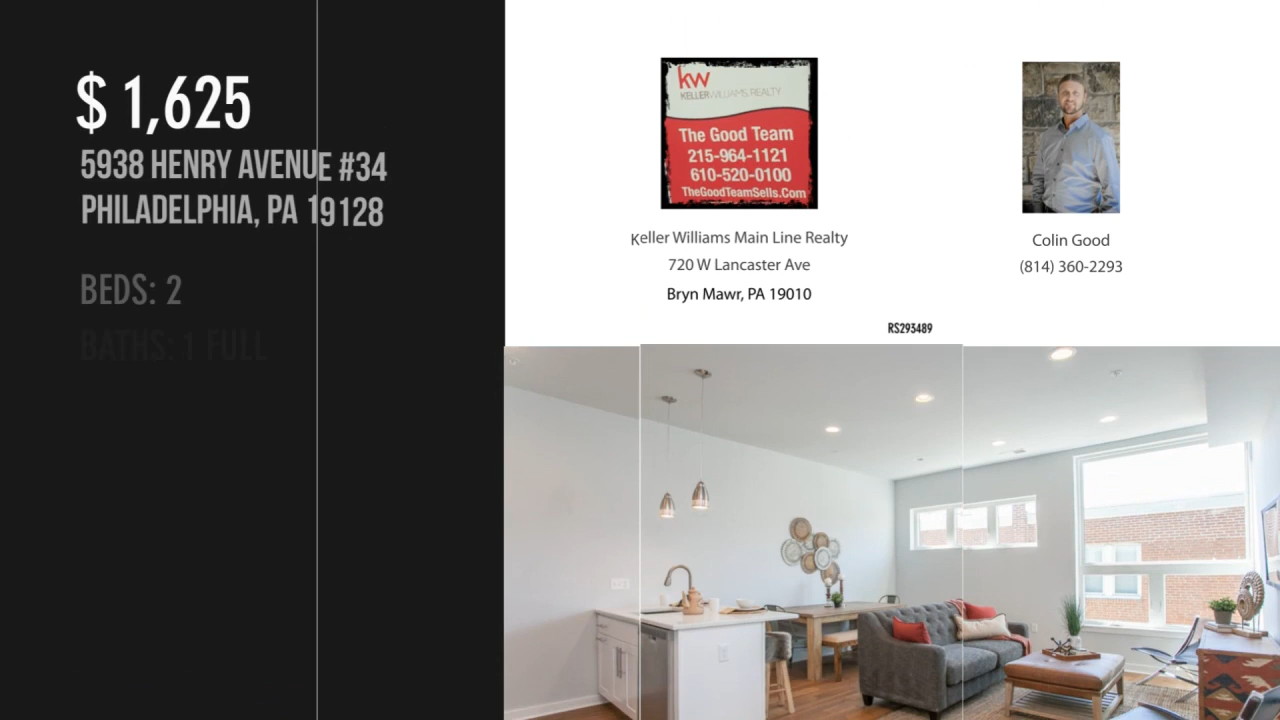 $ 1,625
5938 HENRY AVENUE #34
PHILADELPHIA, PA 19128
BEDS: 2
BATHS: 1 FULL
kw
KELLERWILLIAMS REALTY
The Good Team
215-964-1121
610-520-0100
TheGoodTeamSells.Com
Keller Williams Main Line Realty
720 W Lancaster Ave
Bryn Mawr, PA 19010
Colin Good
(814) 360-2293
RS293489